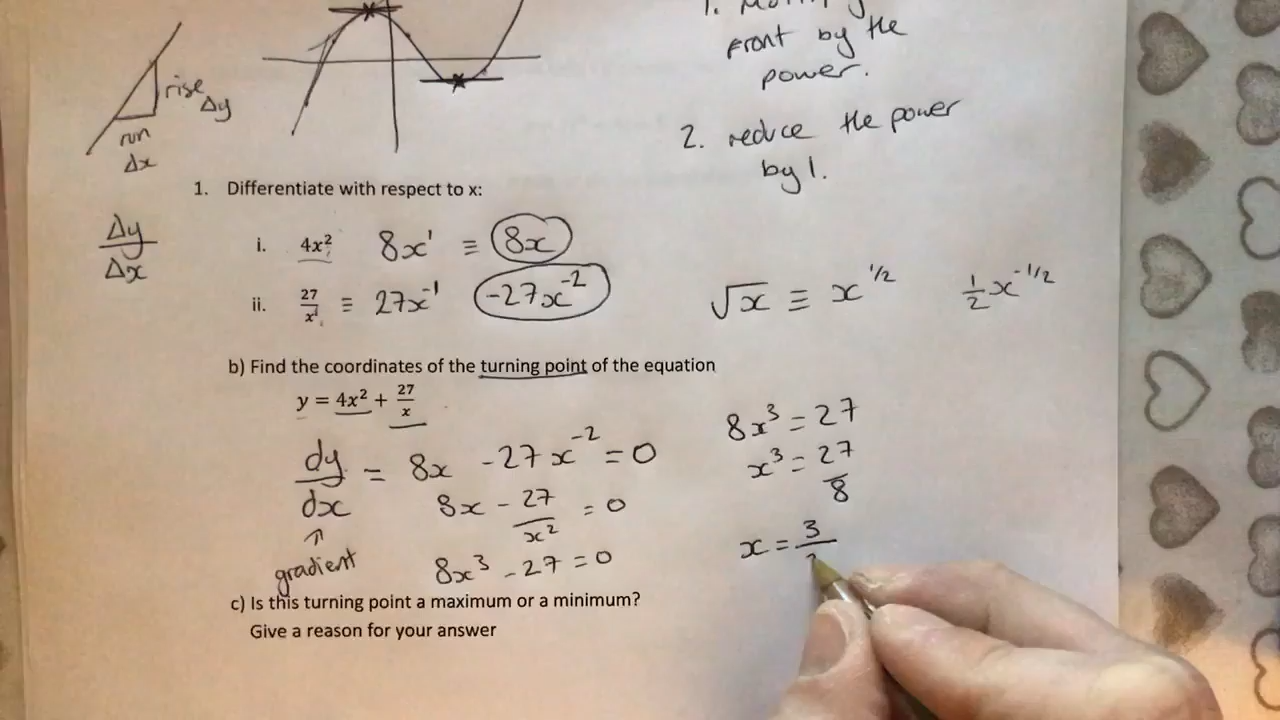 1.
front by the
power.
2. reduce the power
by 1.
rise
Δy
run
Δx
1. Differentiate with respect to x:
Δy
Δx
i. 4x² 8x¹ ≡ 8x
ii. 27/x¹ ≡ 27x⁻¹ -27x⁻²
√x ≡ x^1/2 1/2 x^-1/2
b) Find the coordinates of the turning point of the equation
y = 4x² + 27/x
dy/dx = 8x - 27x⁻² = 0
8x - 27/x² = 0
↑
gradient
8x³ - 27 = 0
8x³ = 27
x³ = 27/8
x = 3/
c) Is this turning point a maximum or a minimum?
Give a reason for your answer